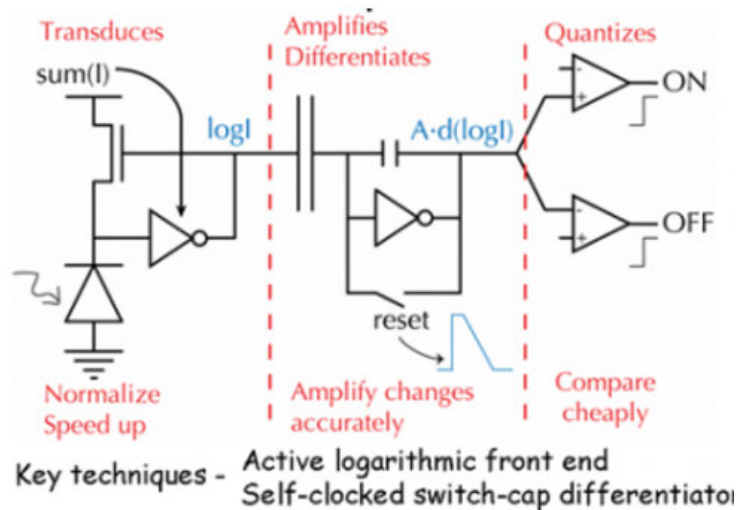 Transduces
Amplifies
Differentiates
Quantizes
sum(I)
logI
A·d(logI)
ON
OFF
reset
Normalize
Speed up
Amplify changes
accurately
Compare
cheaply
Key techniques - Active logarithmic front end
Self-clocked switch-cap differentiator